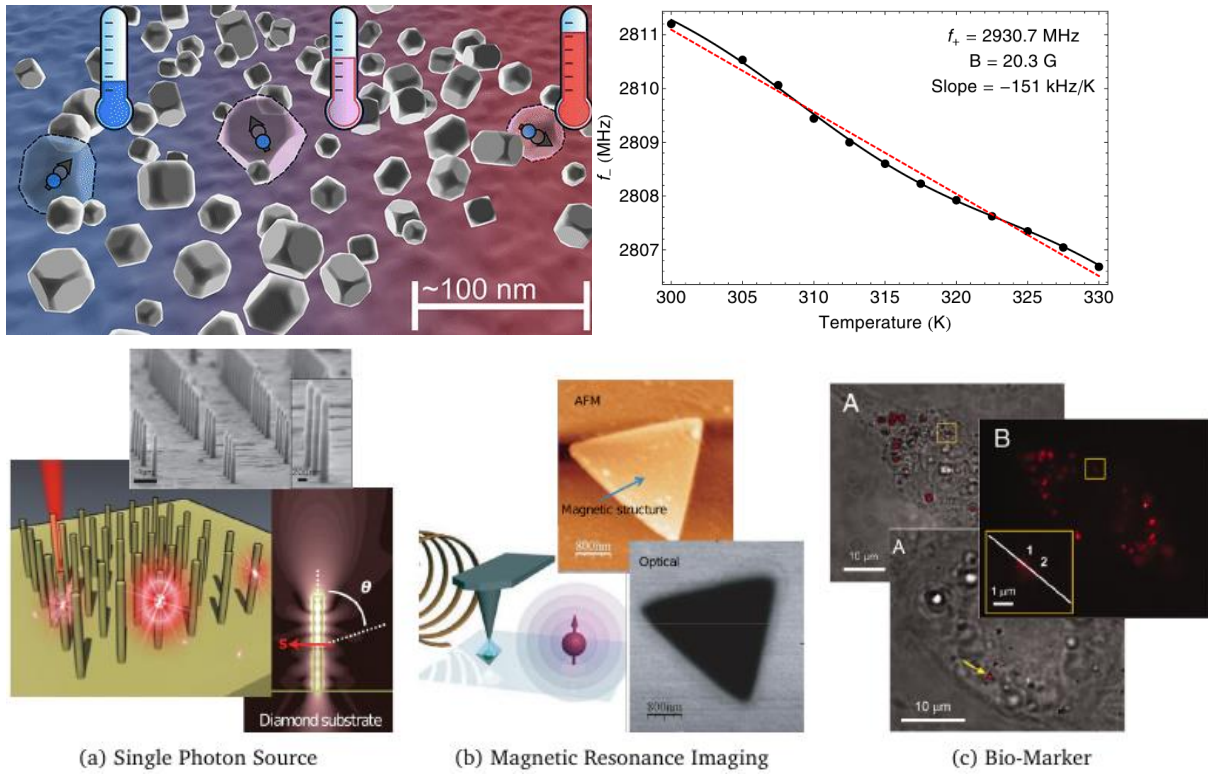 ~100 nm
2811
2810
2809
2808
2807
f₋ (MHz)
f₊ = 2930.7 MHz
B = 20.3 G
Slope = −151 kHz/K
300 305 310 315 320 325 330
Temperature (K)
θ
S
Diamond substrate
(a) Single Photon Source
AFM
Magnetic structure
800nm
Optical
800nm
(b) Magnetic Resonance Imaging
A
10 μm
B
1
2
1 μm
A
10 μm
(c) Bio-Marker